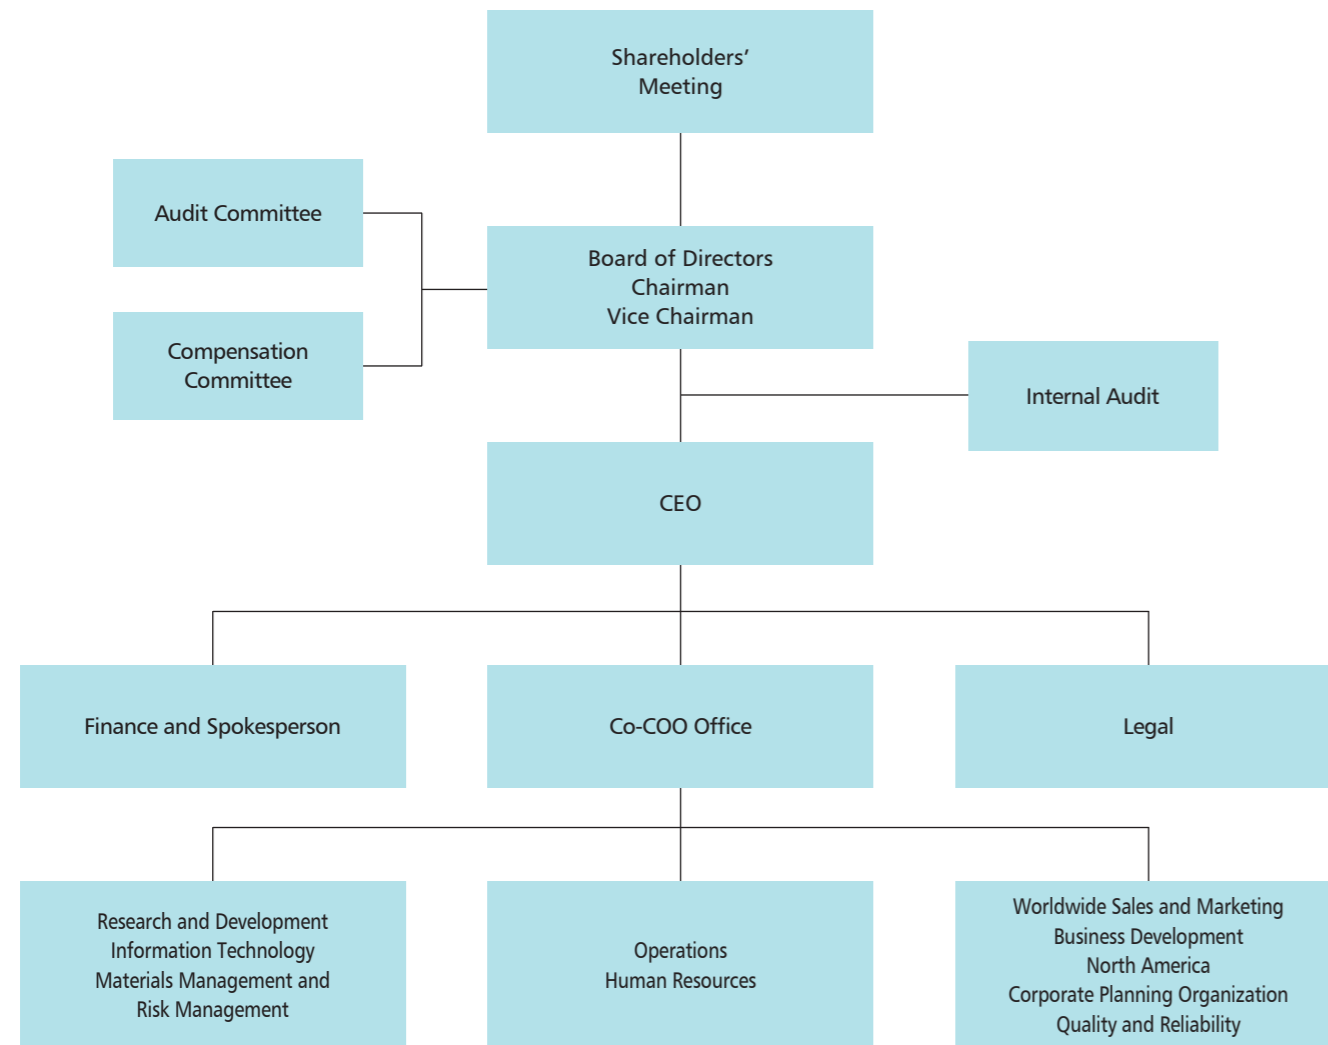 Shareholders’
Meeting
Audit Committee
Board of Directors
Chairman
Vice Chairman
Compensation
Committee
Internal Audit
CEO
Finance and Spokesperson
Co-COO Office
Legal
Research and Development
Information Technology
Materials Management and
Risk Management
Operations
Human Resources
Worldwide Sales and Marketing
Business Development
North America
Corporate Planning Organization
Quality and Reliability